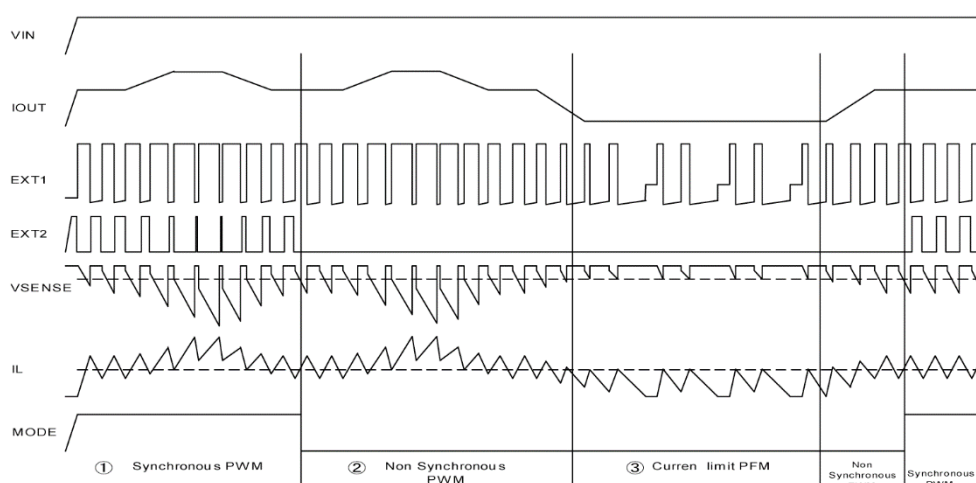 VIN
IOUT
EXT1
EXT2
VSENSE
IL
MODE
① Synchronous PWM
② Non Synchronous
PWM
③ Curren limit PFM
Non
Synchronous
Synchronous